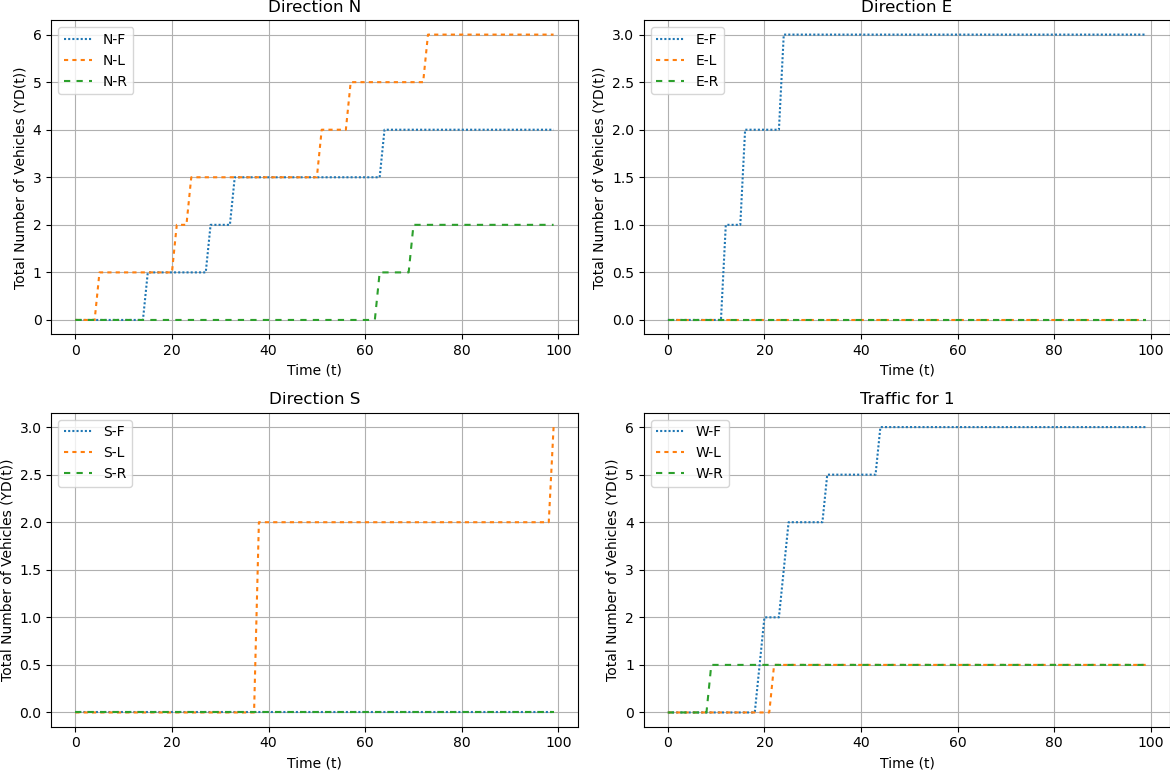 Direction N
Total Number of Vehicles (YD(t))
6
5
4
3
2
1
0
N-F
N-L
N-R
0 20 40 60 80 100
Time (t)
Direction E
Total Number of Vehicles (YD(t))
3.0
2.5
2.0
1.5
1.0
0.5
0.0
E-F
E-L
E-R
0 20 40 60 80 100
Time (t)
Direction S
Total Number of Vehicles (YD(t))
3.0
2.5
2.0
1.5
1.0
0.5
0.0
S-F
S-L
S-R
0 20 40 60 80 100
Time (t)
Traffic for 1
Total Number of Vehicles (YD(t))
6
5
4
3
2
1
0
W-F
W-L
W-R
0 20 40 60 80 100
Time (t)